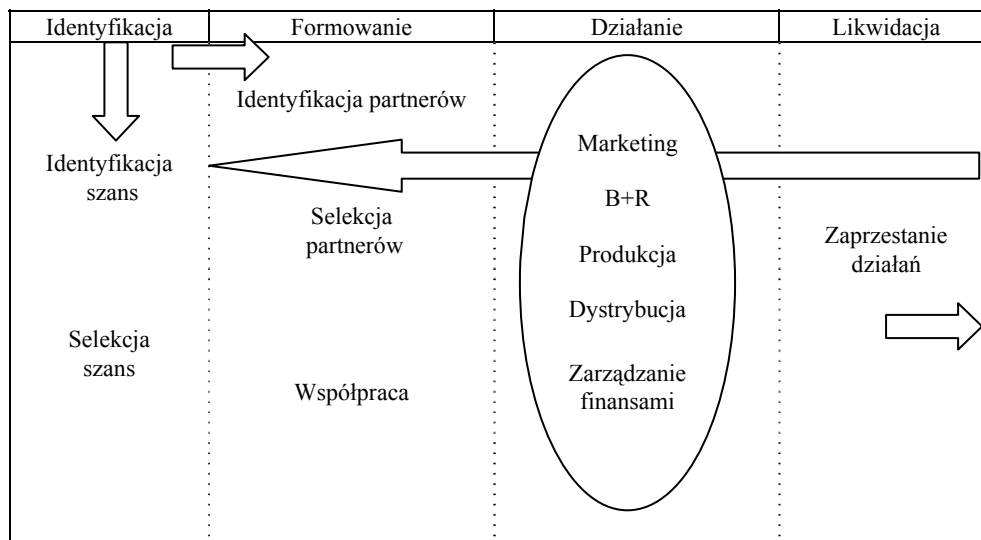 Identyfikacja
Formowanie
Działanie
Likwidacja
Identyfikacja partnerów
Identyfikacja
szans
Selekcja
partnerów
Marketing
B+R
Produkcja
Dystrybucja
Zarządzanie
finansami
Zaprzestanie
działań
Selekcja
szans
Współpraca